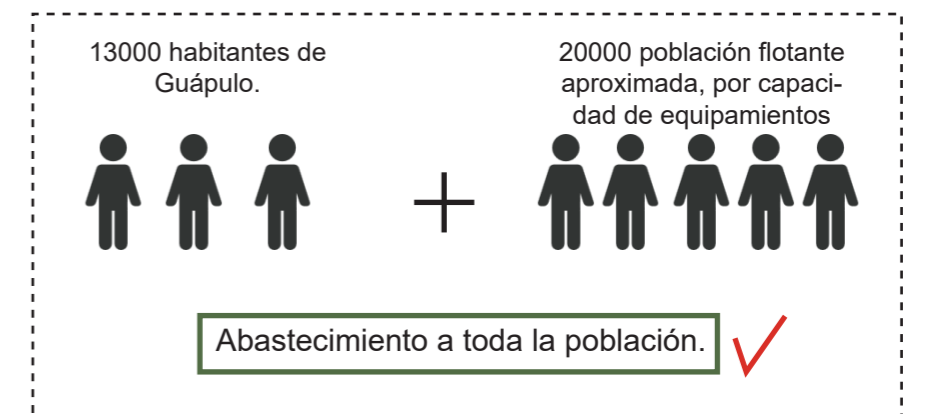 13000 habitantes de
Guápulo.
20000 población flotante
aproximada, por capaci-
dad de equipamientos
Abastecimiento a toda la población.